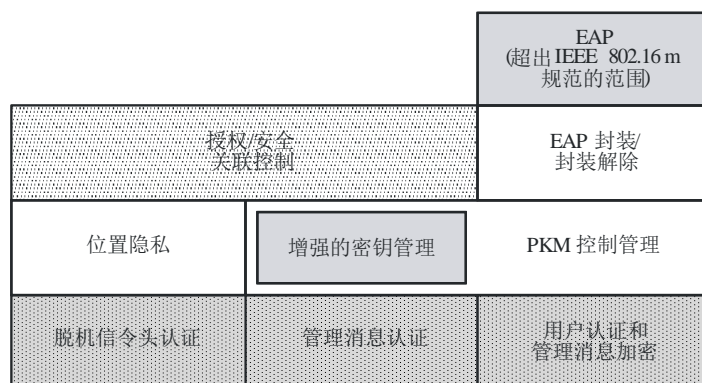 EAP
(超出IEEE 802.16m
规范的范围)
授权/安全
关联控制
EAP 封装/
封装解除
位置隐私
增强的密钥管理
PKM 控制管理
脱机信令头认证
管理消息认证
用户认证和
管理消息加密